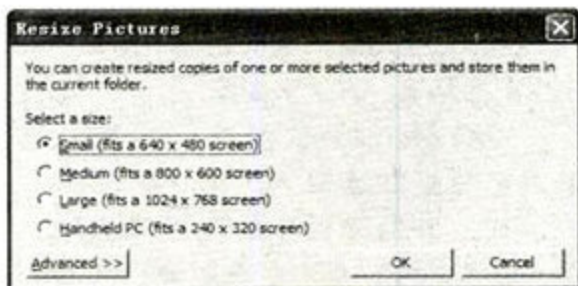 Resize Pictures
You can create resized copies of one or more selected pictures and store them in
the current folder.
Select a size:
Small (fits a 640 x 480 screen)
Medium (fits a 800 x 600 screen)
Large (fits a 1024 x 768 screen)
Handheld PC (fits a 240 x 320 screen)
Advanced >>
OK
Cancel